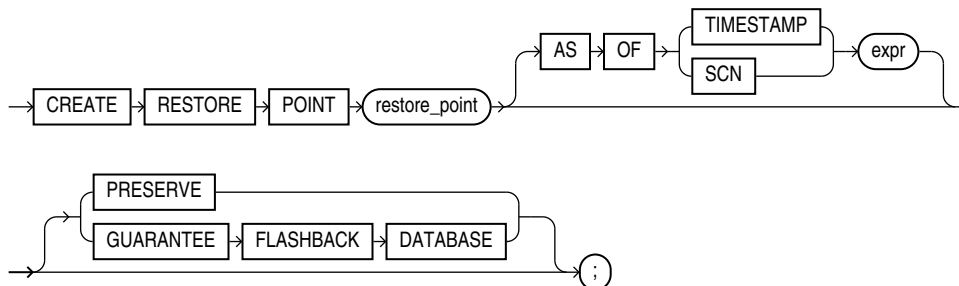 TIMESTAMP
AS OF expr
SCN
CREATE RESTORE POINT restore_point
PRESERVE
GUARANTEE FLASHBACK DATABASE
;